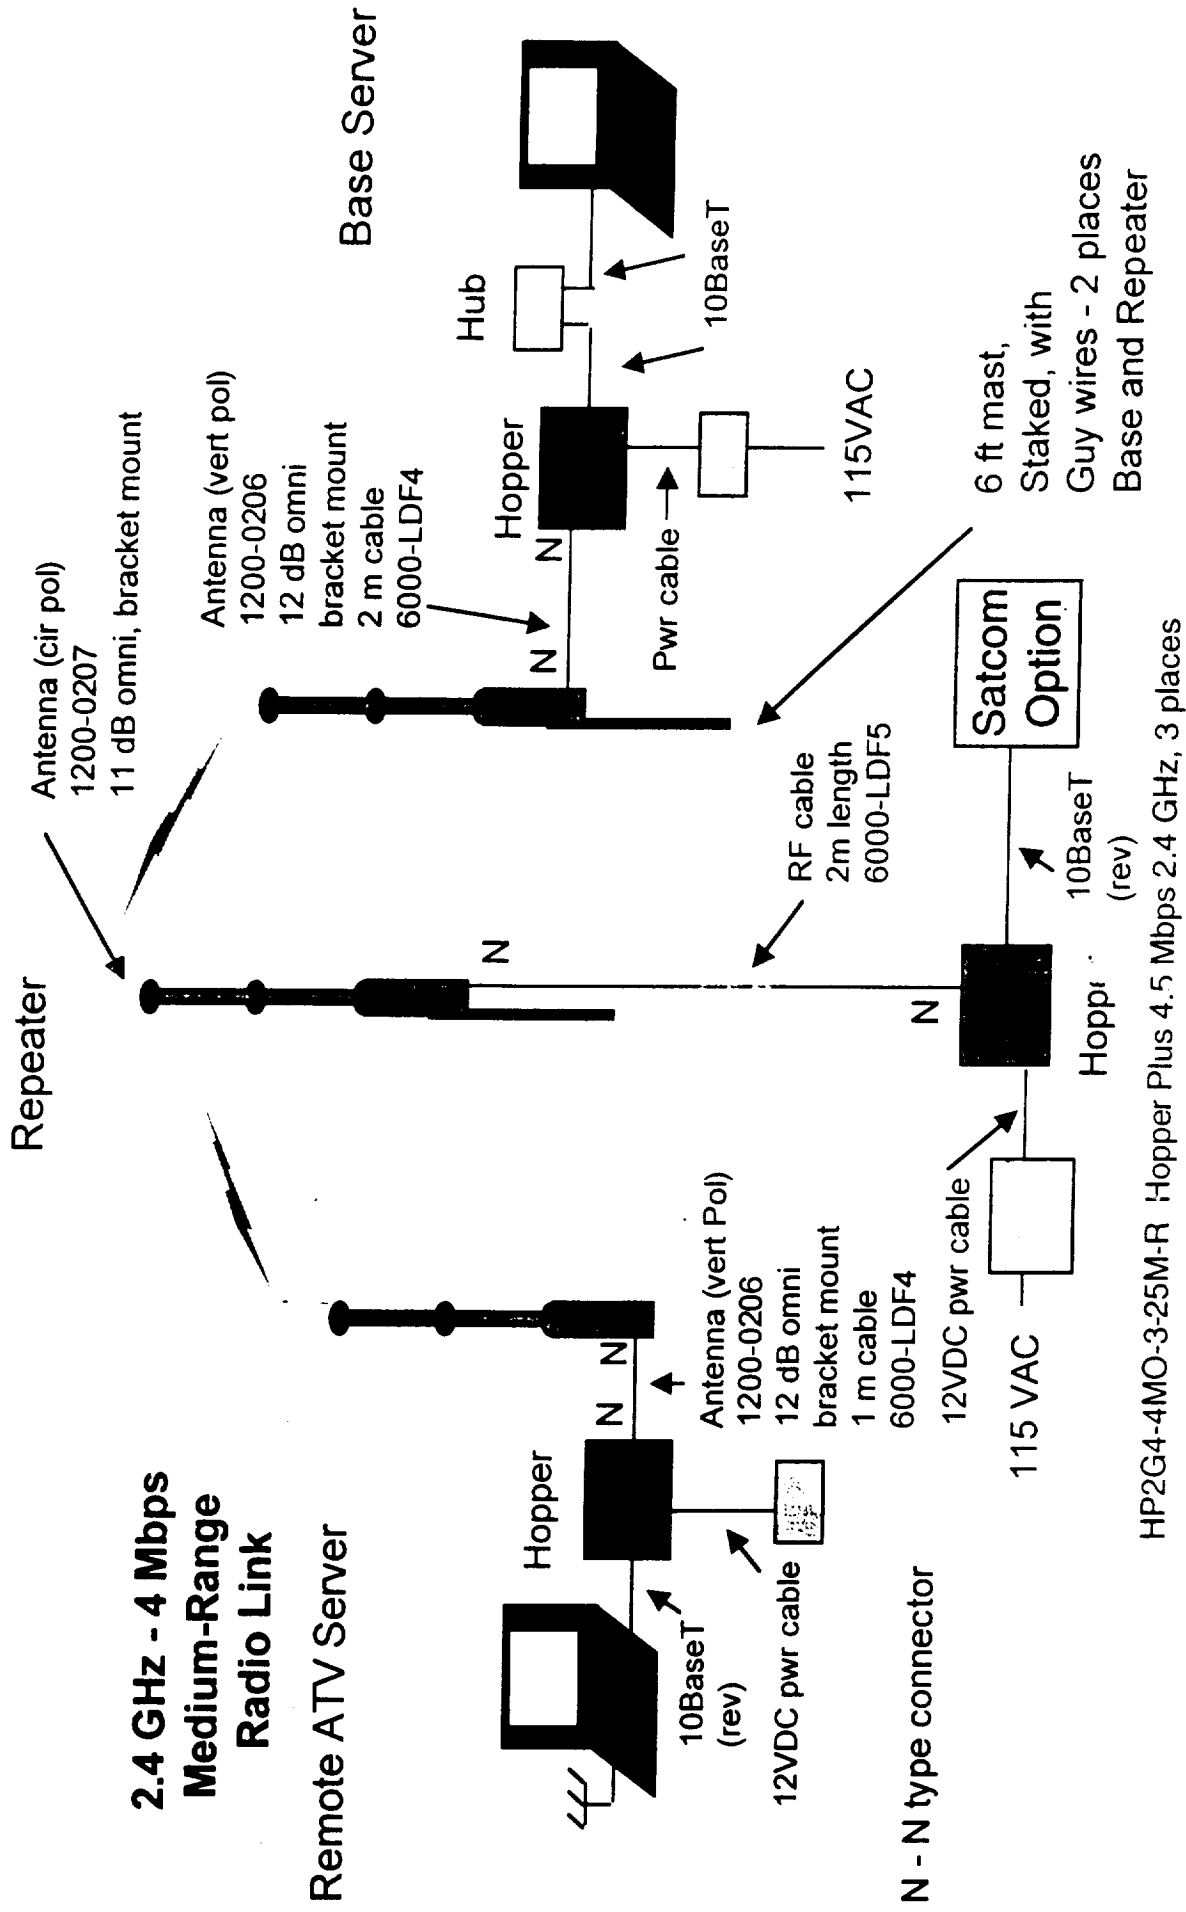 2.4 GHz - 4 Mbps
Medium-Range
Radio Link
Remote ATV Server
Hopper
10BaseT
(rev)
12VDC pwr cable
N
N
Antenna (vert Pol)
1200-0206
12 dB omni
bracket mount
1 m cable
6000-LDF4
N - N type connector
Repeater
Antenna (cir pol)
1200-0207
11 dB omni, bracket mount
N
RF cable
2m length
6000-LDF5
N
12VDC pwr cable
115 VAC
10BaseT
(rev)
Satcom
Option
Antenna (vert pol)
1200-0206
12 dB omni
bracket mount
2 m cable
6000-LDF4
N
N
Hopper
Hub
Base Server
10BaseT
Pwr cable
115VAC
6 ft mast,
Staked, with
Guy wires - 2 places
Base and Repeater
HP2G4-4MO-3-25M-R Hopper Plus 4.5 Mbps 2.4 GHz, 3 places